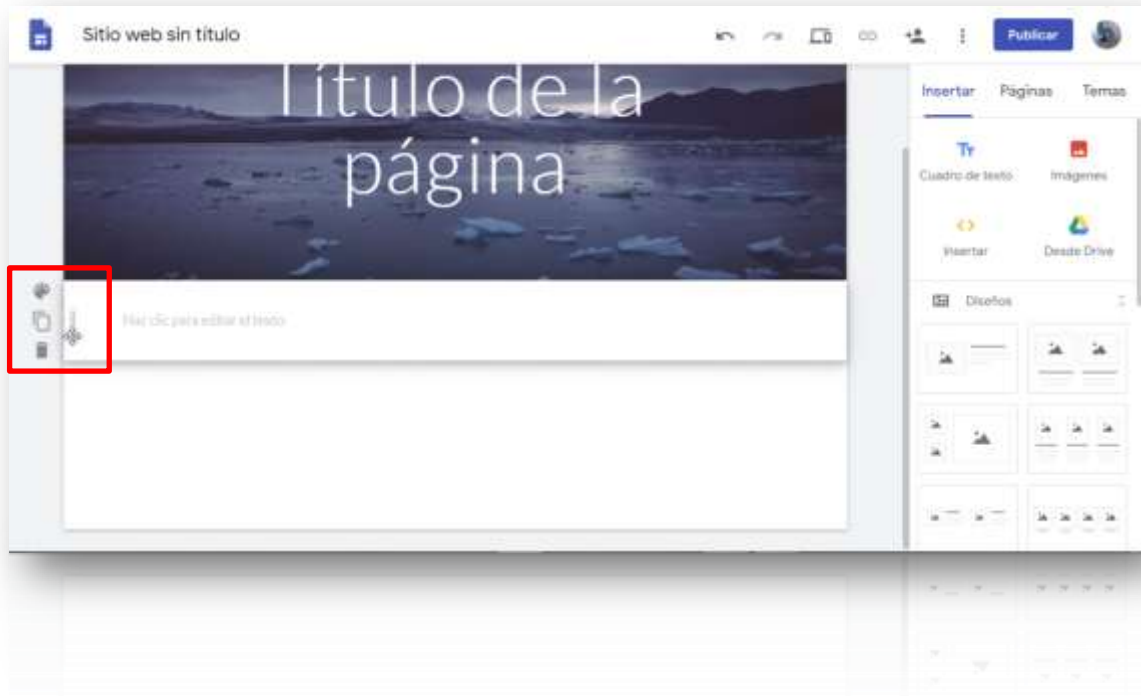 Sitio web sin título
Publicar
Título de la
página
Insertar Páginas Temas
Cuadro de texto Imágenes
Insertar Desde Drive
Haz clic para editar el texto
Diseños